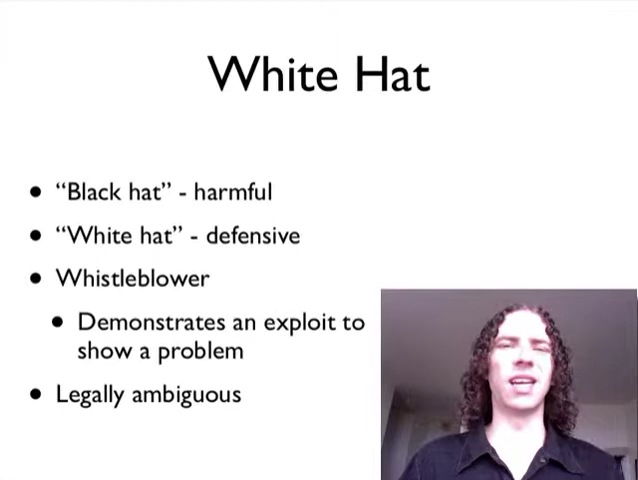 White Hat
• “Black hat” - harmful
• “White hat” - defensive
• Whistleblower
• Demonstrates an exploit to
show a problem
• Legally ambiguous